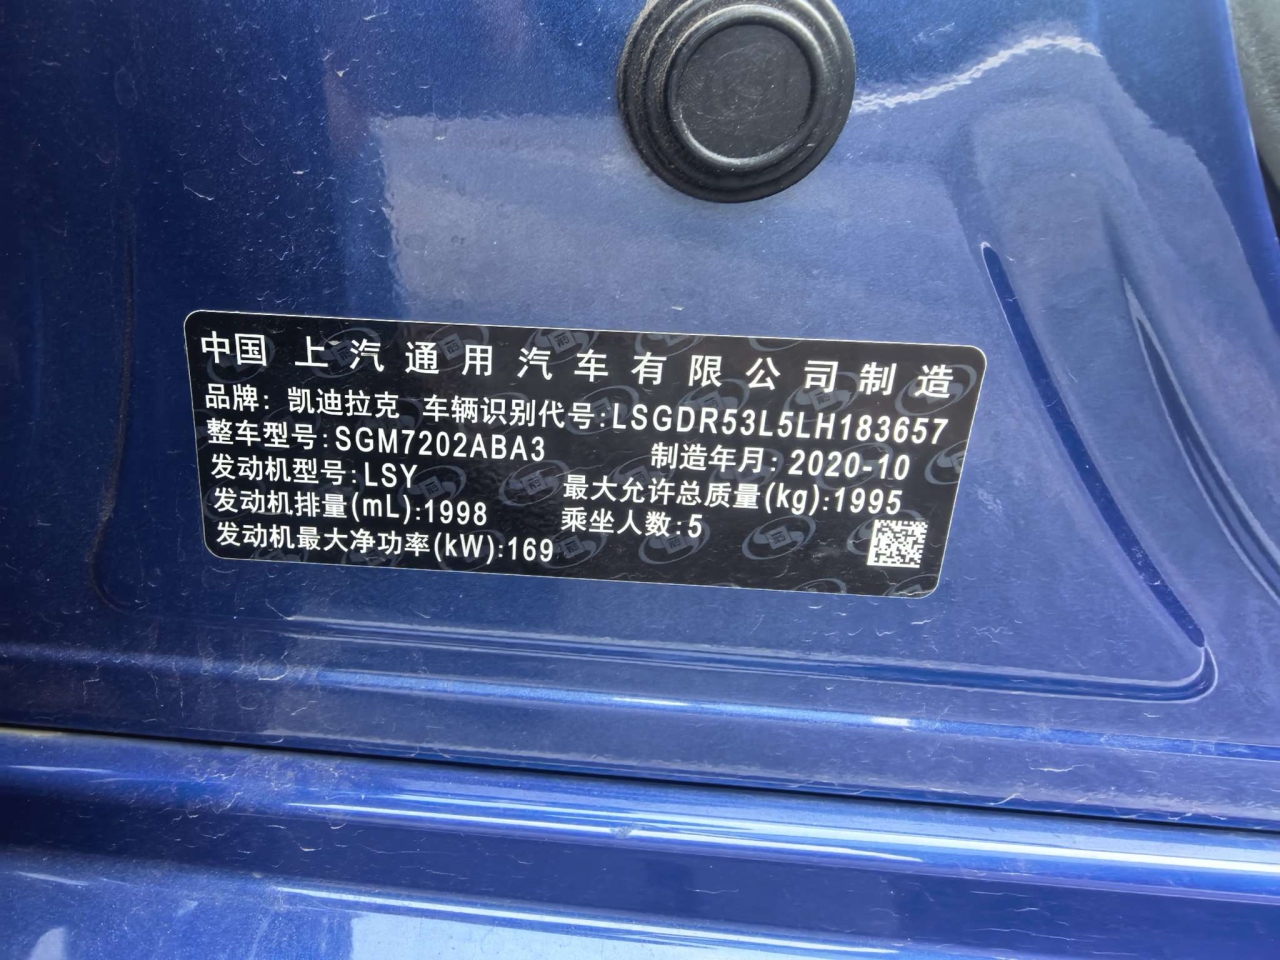 中国 上汽通用汽车有限公司制造
品牌: 凯迪拉克 车辆识别代号:LSGDR53L5LH183657
整车型号:SGM7202ABA3 制造年月: 2020-10
发动机型号:LSY 最大允许总质量(kg):1995
发动机排量(mL):1998 乘坐人数:5
发动机最大净功率(kW):169